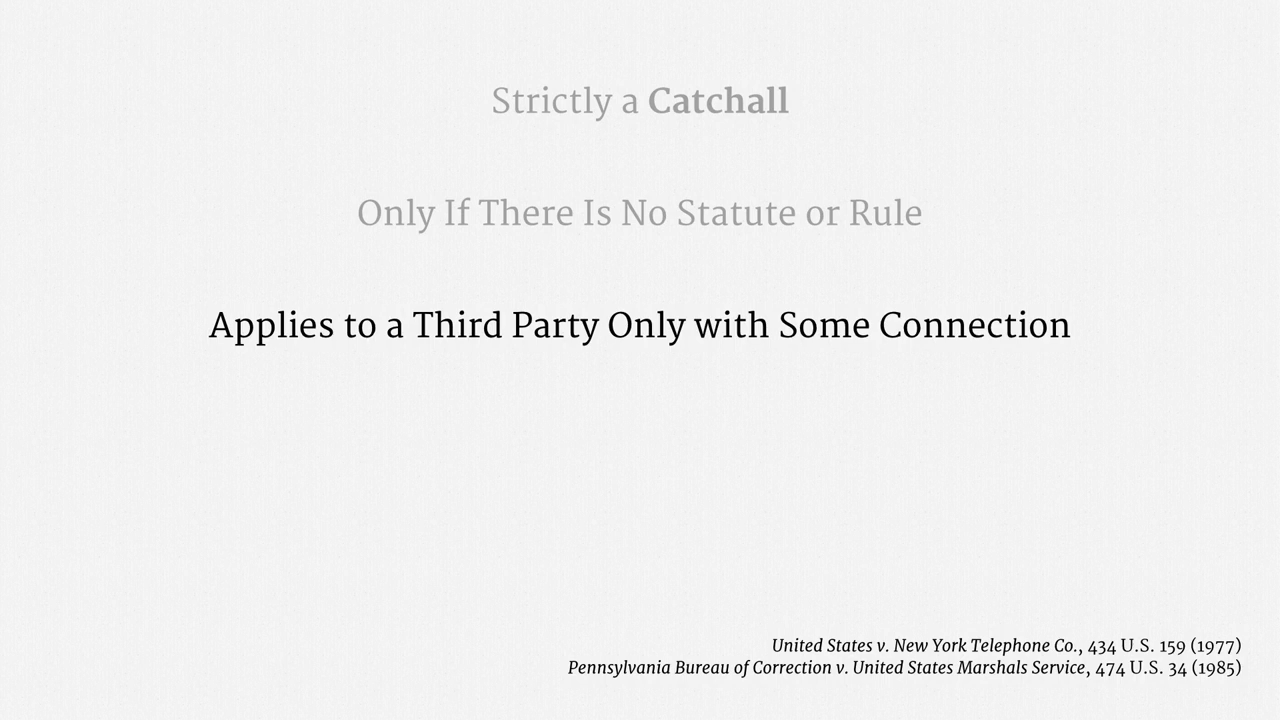 Strictly a Catchall
Only If There Is No Statute or Rule
Applies to a Third Party Only with Some Connection
United States v. New York Telephone Co., 434 U.S. 159 (1977)
Pennsylvania Bureau of Correction v. United States Marshals Service, 474 U.S. 34 (1985)